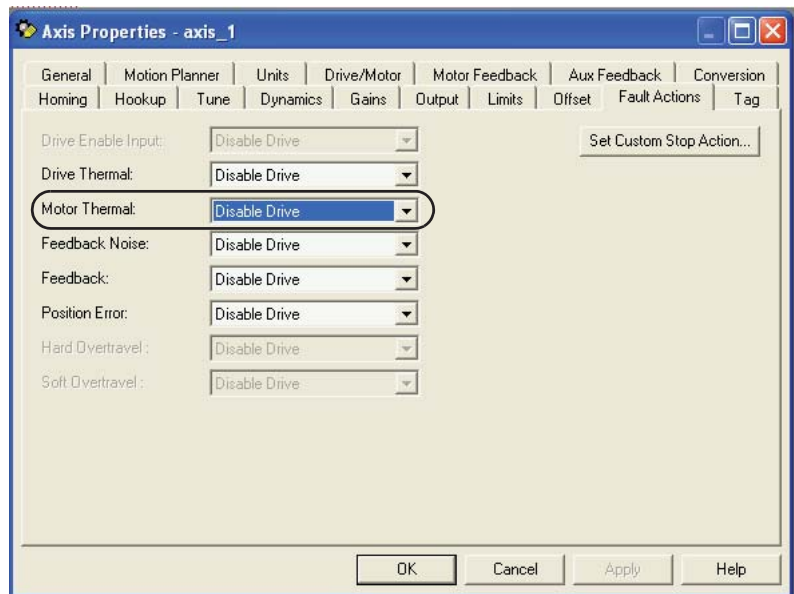 Axis Properties - axis_1
General Motion Planner Units Drive/Motor Motor Feedback Aux Feedback Conversion
Homing Hookup Tune Dynamics Gains Output Limits Offset Fault Actions Tag
Drive Enable Input: Disable Drive Set Custom Stop Action...
Drive Thermal: Disable Drive
Motor Thermal: Disable Drive
Feedback Noise: Disable Drive
Feedback: Disable Drive
Position Error: Disable Drive
Hard Overtravel : Disable Drive
Soft Overtravel : Disable Drive
OK Cancel Apply Help